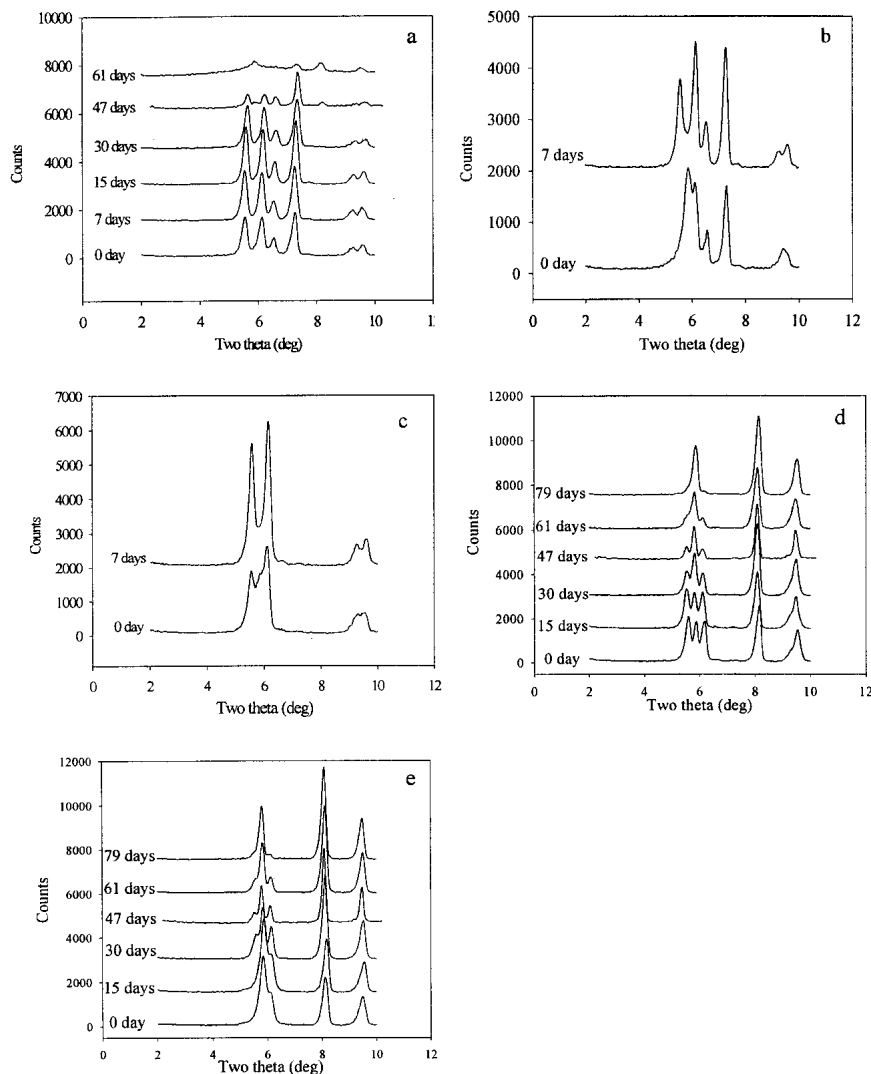 a
10000
8000
6000
4000
2000
0
Counts
61 days
47 days
30 days
15 days
7 days
0 day
0 2 4 6 8 10 1
Two theta (deg)
b
5000
4000
3000
2000
1000
0
Counts
7 days
0 day
0 2 4 6 8 10 12
Two theta (deg)
c
7000
6000
5000
4000
3000
2000
1000
0
Counts
7 days
0 day
0 2 4 6 8 10 12
Two theta (deg)
d
12000
10000
8000
6000
4000
2000
0
Counts
79 days
61 days
47 days
30 days
15 days
0 day
0 2 4 6 8 10 12
Two theta (deg)
e
12000
10000
8000
6000
4000
2000
0
Counts
79 days
61 days
47 days
30 days
15 days
0 day
0 2 4 6 8 10 12
Two theta (deg)